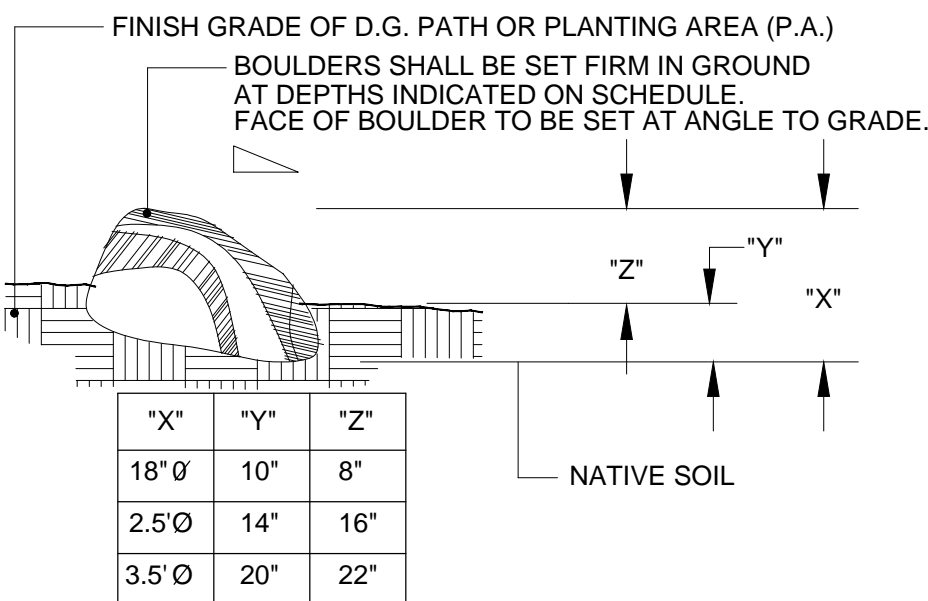 FINISH GRADE OF D.G. PATH OR PLANTING AREA (P.A.)
BOULDERS SHALL BE SET FIRM IN GROUND
AT DEPTHS INDICATED ON SCHEDULE.
FACE OF BOULDER TO BE SET AT ANGLE TO GRADE.
"Y"
"Z"
"X"
NATIVE SOIL
"X" "Y" "Z"
18"Ø 10" 8"
2.5'Ø 14" 16"
3.5'Ø 20" 22"